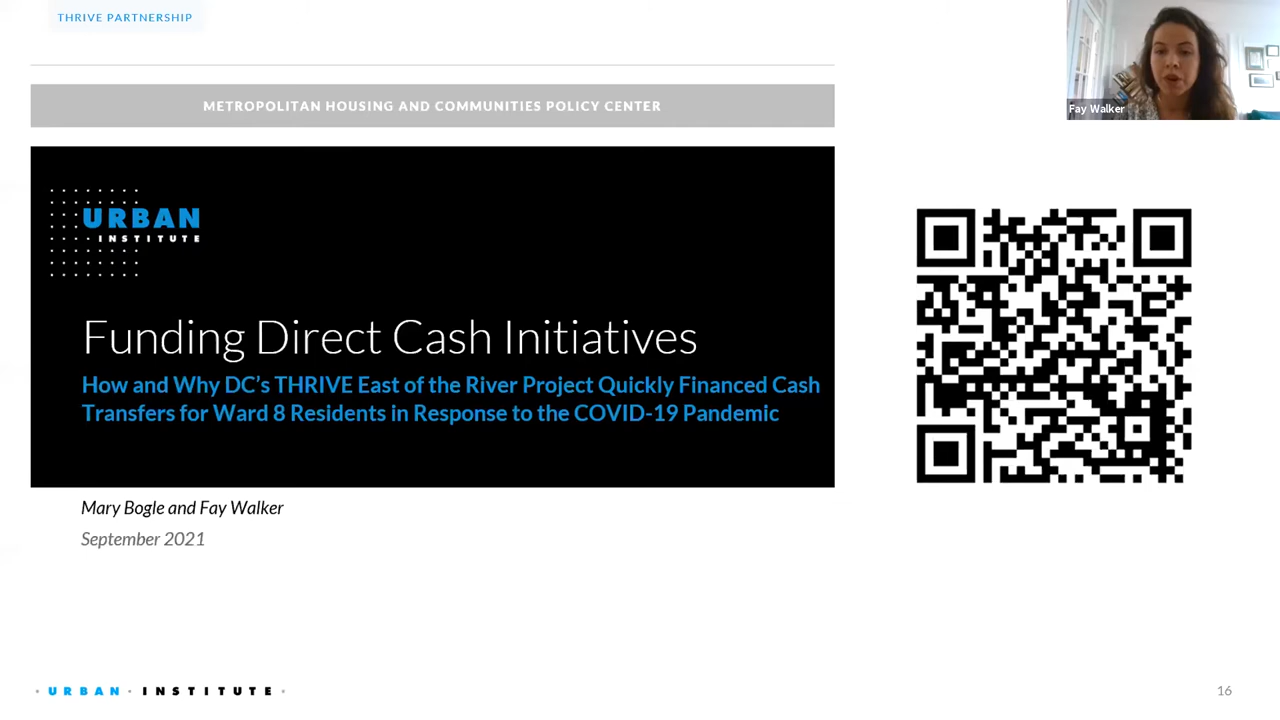 THRIVE PARTNERSHIP
Fay Walker
METROPOLITAN HOUSING AND COMMUNITIES POLICY CENTER
URBAN
INSTITUTE
Funding Direct Cash Initiatives
How and Why DC’s THRIVE East of the River Project Quickly Financed Cash
Transfers for Ward 8 Residents in Response to the COVID-19 Pandemic
Mary Bogle and Fay Walker
September 2021
· URBAN · INSTITUTE ·
16